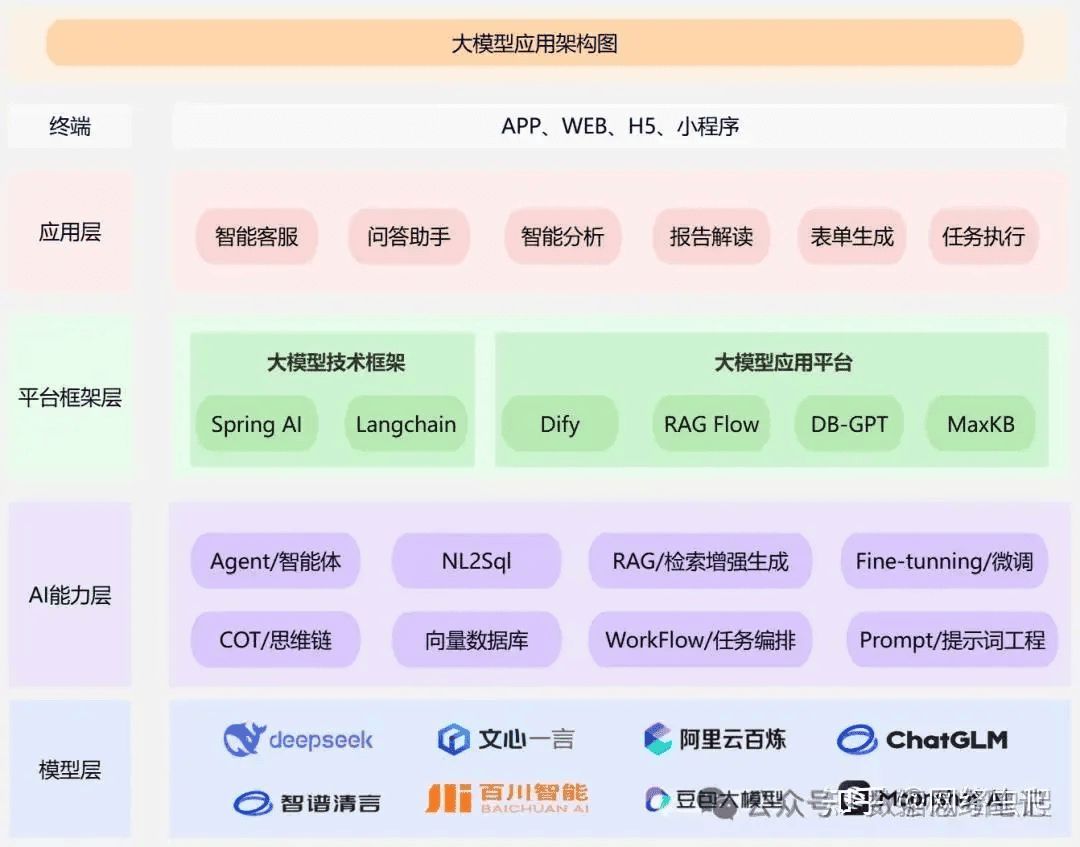 大模型应用架构图
终端
APP、WEB、H5、小程序
应用层
智能客服 问答助手 智能分析 报告解读 表单生成 任务执行
平台框架层
大模型技术框架 大模型应用平台
Spring AI Langchain Dify RAG Flow DB-GPT MaxKB
AI能力层
Agent/智能体 NL2Sql RAG/检索增强生成 Fine-tunning/微调
COT/思维链 向量数据库 WorkFlow/任务编排 Prompt/提示词工程
模型层
deepseek 文心一言 阿里云百炼 ChatGLM
智谱清言 百川智能 豆包大模型
BAICHUAN AI
公众号
知乎 @网络虫爬